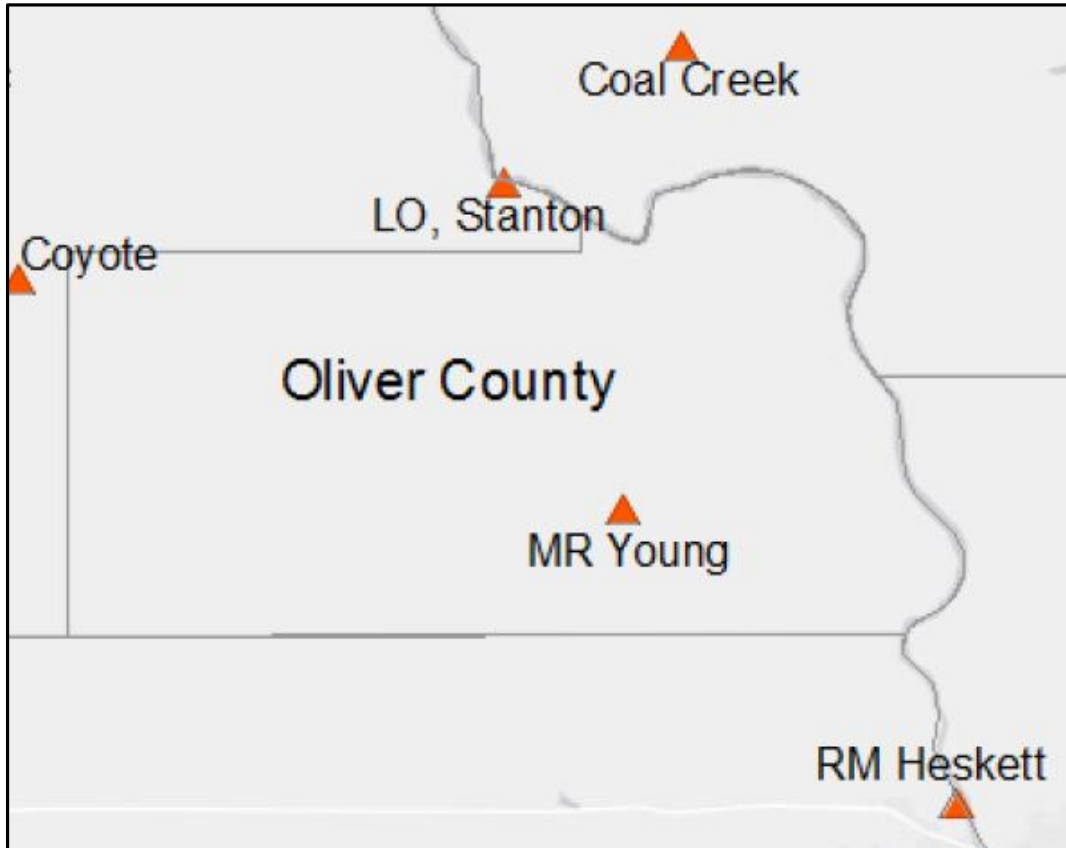 Coal Creek
LO, Stanton
Coyote
Oliver County
MR Young
RM Heskett